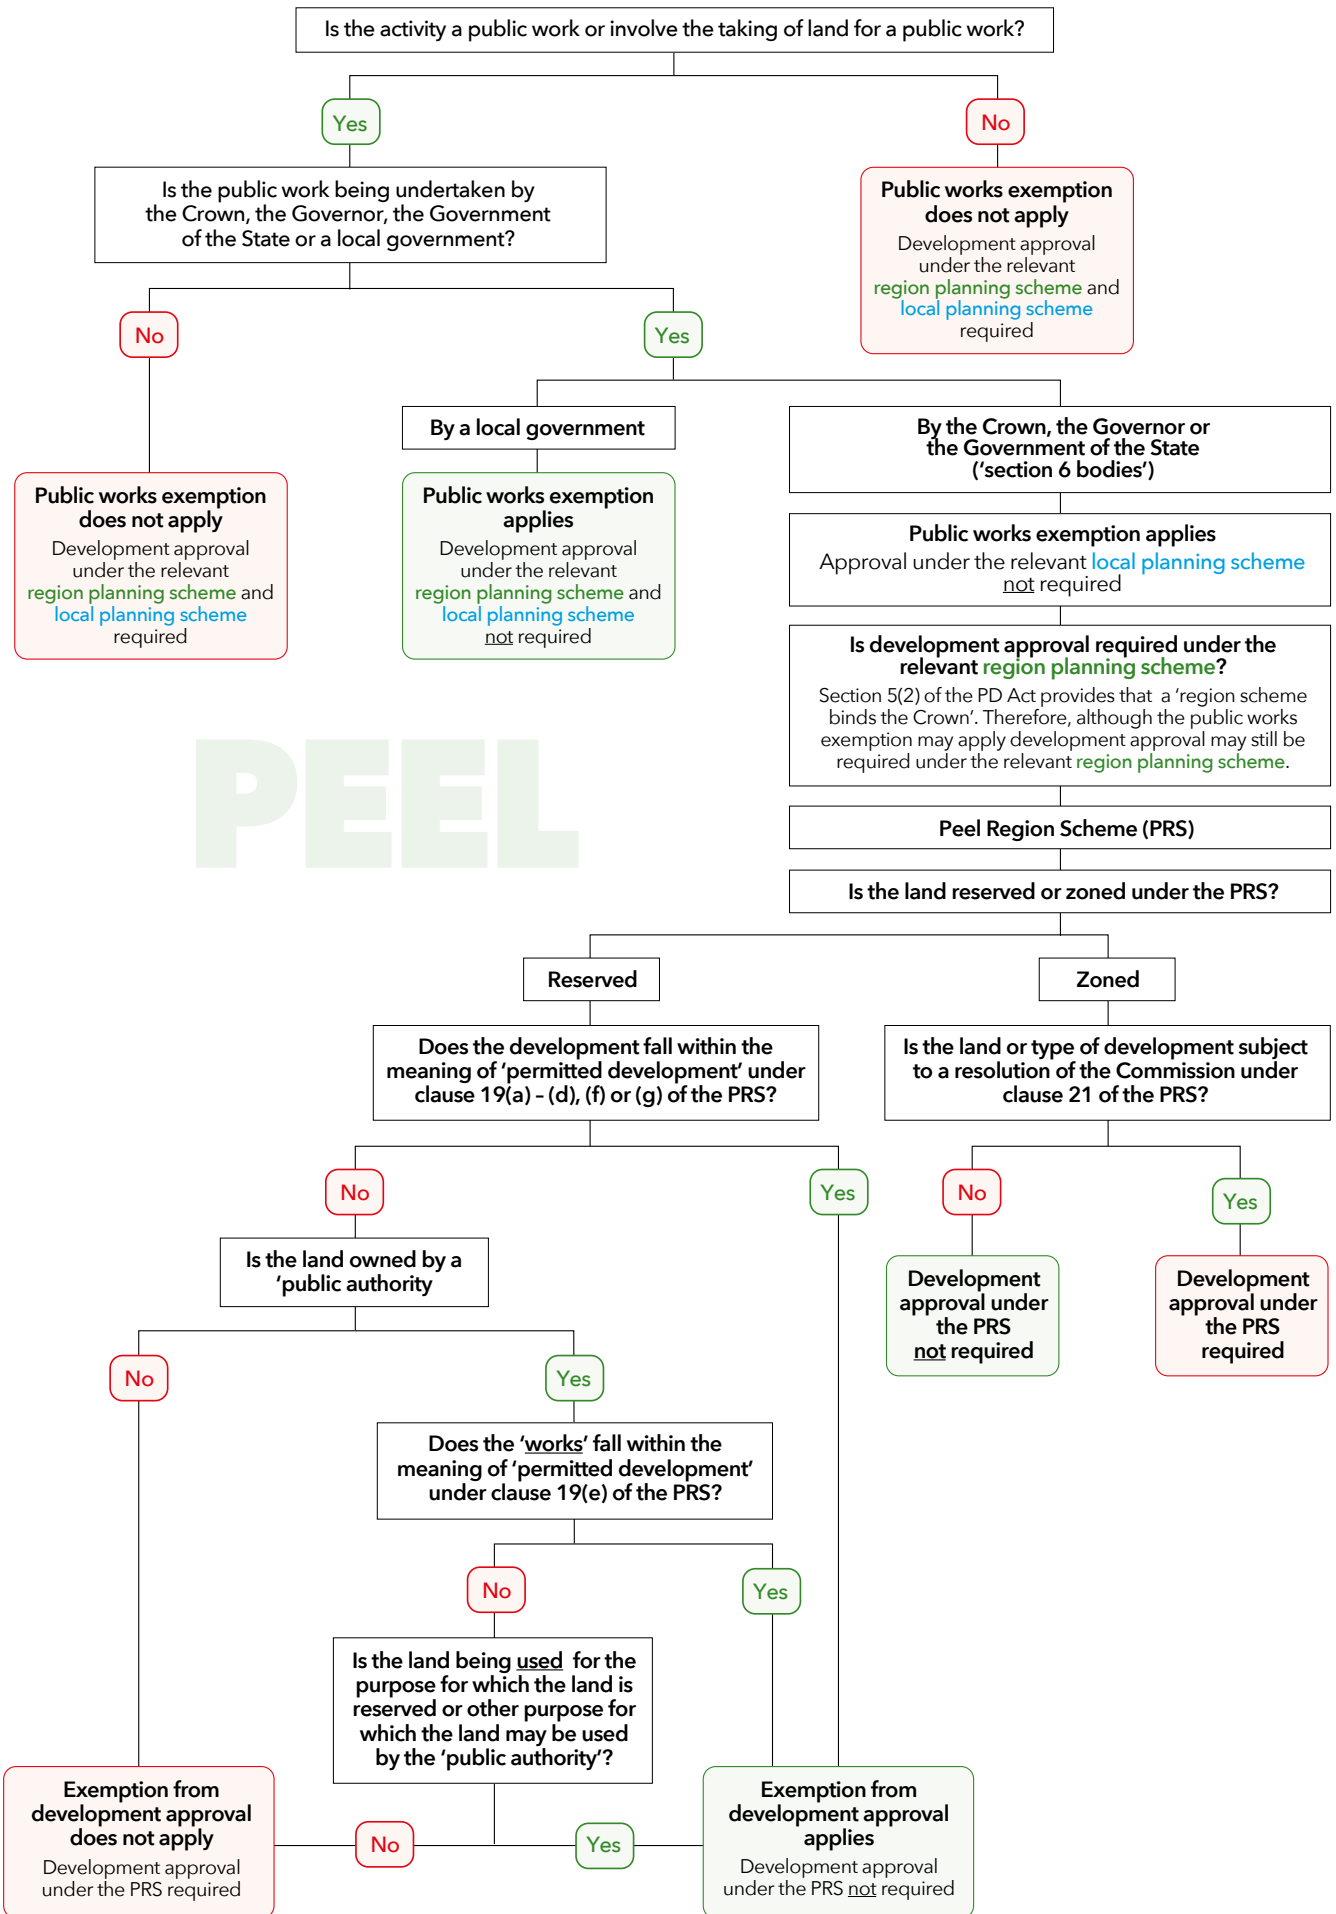 Is the activity a public work or involve the taking of land for a public work?
Yes
No
Is the public work being undertaken by
the Crown, the Governor, the Government
of the State or a local government?
Public works exemption
does not apply
Development approval
under the relevant
region planning scheme and
local planning scheme
required
No
Yes
By a local government
By the Crown, the Governor or
the Government of the State
(‘section 6 bodies’)
Public works exemption
does not apply
Development approval
under the relevant
region planning scheme and
local planning scheme
required
Public works exemption
applies
Development approval
under the relevant
region planning scheme and
local planning scheme
not required
Public works exemption applies
Approval under the relevant local planning scheme
not required
Is development approval required under the
relevant region planning scheme?
Section 5(2) of the PD Act provides that a ‘region scheme
binds the Crown’. Therefore, although the public works
exemption may apply development approval may still be
required under the relevant region planning scheme.
PEEL
Peel Region Scheme (PRS)
Is the land reserved or zoned under the PRS?
Reserved
Zoned
Does the development fall within the
meaning of ‘permitted development’ under
clause 19(a) – (d), (f) or (g) of the PRS?
Is the land or type of development subject
to a resolution of the Commission under
clause 21 of the PRS?
No
Yes
No
Yes
Is the land owned by a
‘public authority
Development
approval under
the PRS
not required
Development
approval under
the PRS
required
No
Yes
Does the ‘works’ fall within the
meaning of ‘permitted development’
under clause 19(e) of the PRS?
No
Yes
Is the land being used for the
purpose for which the land is
reserved or other purpose for
which the land may be used
by the ‘public authority’?
Exemption from
development approval
does not apply
Development approval
under the PRS required
No
Yes
Exemption from
development approval
applies
Development approval
under the PRS not required